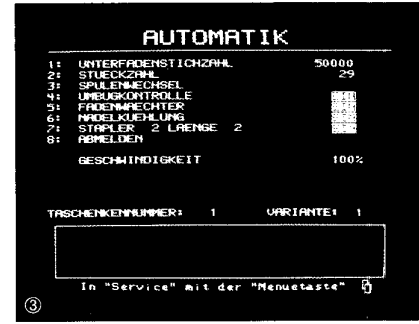 AUTOMATIK
1: UNTERFADENSTICHZAHL 50000
2: STUECKZAHL 29
3: SPULENWECHSEL
4: UMBUGKONTROLLE
5: FADENWAECHTER
6: NADELKUEHLUNG
7: STAPLER 2 LAENGE 2
8: ABMELDEN
GESCHWINDIGKEIT 100%
TASCHENKENNUMMER: 1 VARIANTE: 1
In "Service" mit der "Menuetaste"
③